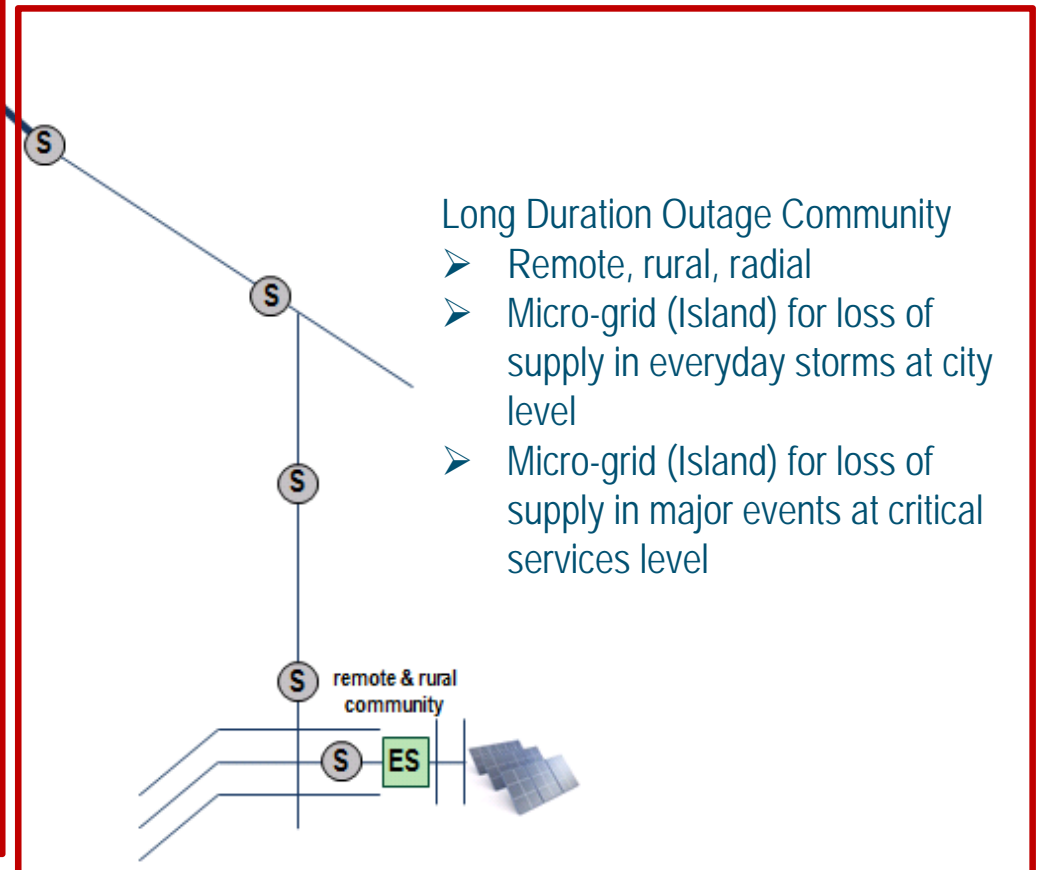 S
S
Long Duration Outage Community
➢ Remote, rural, radial
➢ Micro-grid (Island) for loss of
supply in everyday storms at city
level
➢ Micro-grid (Island) for loss of
supply in major events at critical
services level
S
S
remote & rural
community
S
ES